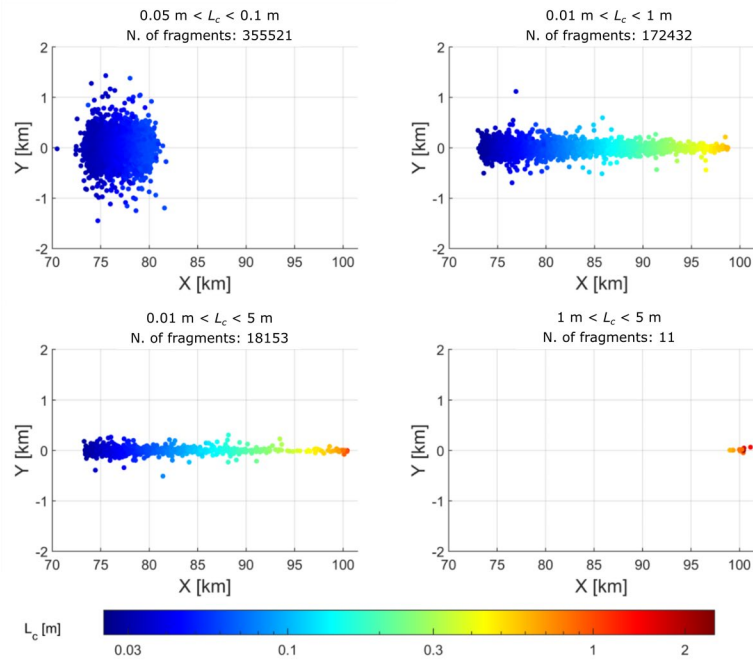 0.05 m < L_c < 0.1 m
N. of fragments: 355521
2
1
0
-1
-2
Y [km]
70 75 80 85 90 95 100
X [km]
0.01 m < L_c < 1 m
N. of fragments: 172432
2
1
0
-1
-2
Y [km]
70 75 80 85 90 95 100
X [km]
0.01 m < L_c < 5 m
N. of fragments: 18153
2
1
0
-1
-2
Y [km]
70 75 80 85 90 95 100
X [km]
1 m < L_c < 5 m
N. of fragments: 11
2
1
0
-1
-2
Y [km]
70 75 80 85 90 95 100
X [km]
L_c [m]
0.03 0.1 0.3 1 2